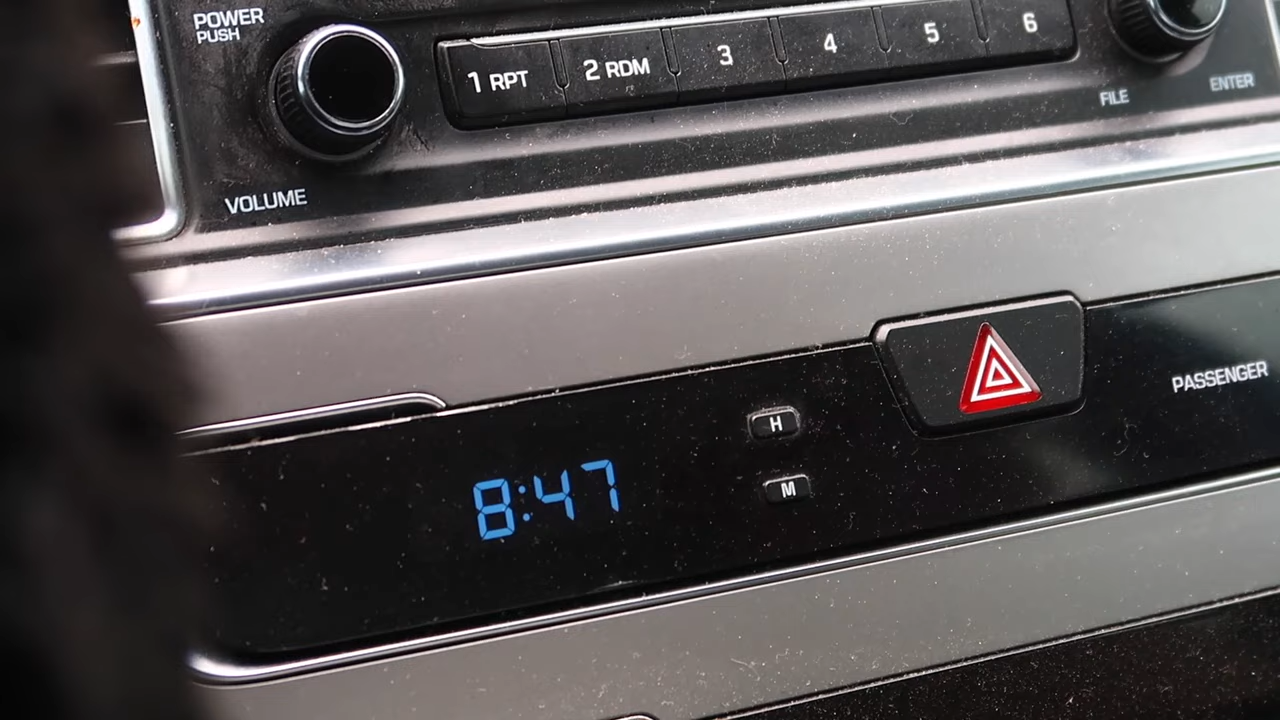 POWER
PUSH
1 RPT 2 RDM 3 4 5 6
VOLUME
FILE ENTER
PASSENGER
H
8:47
M